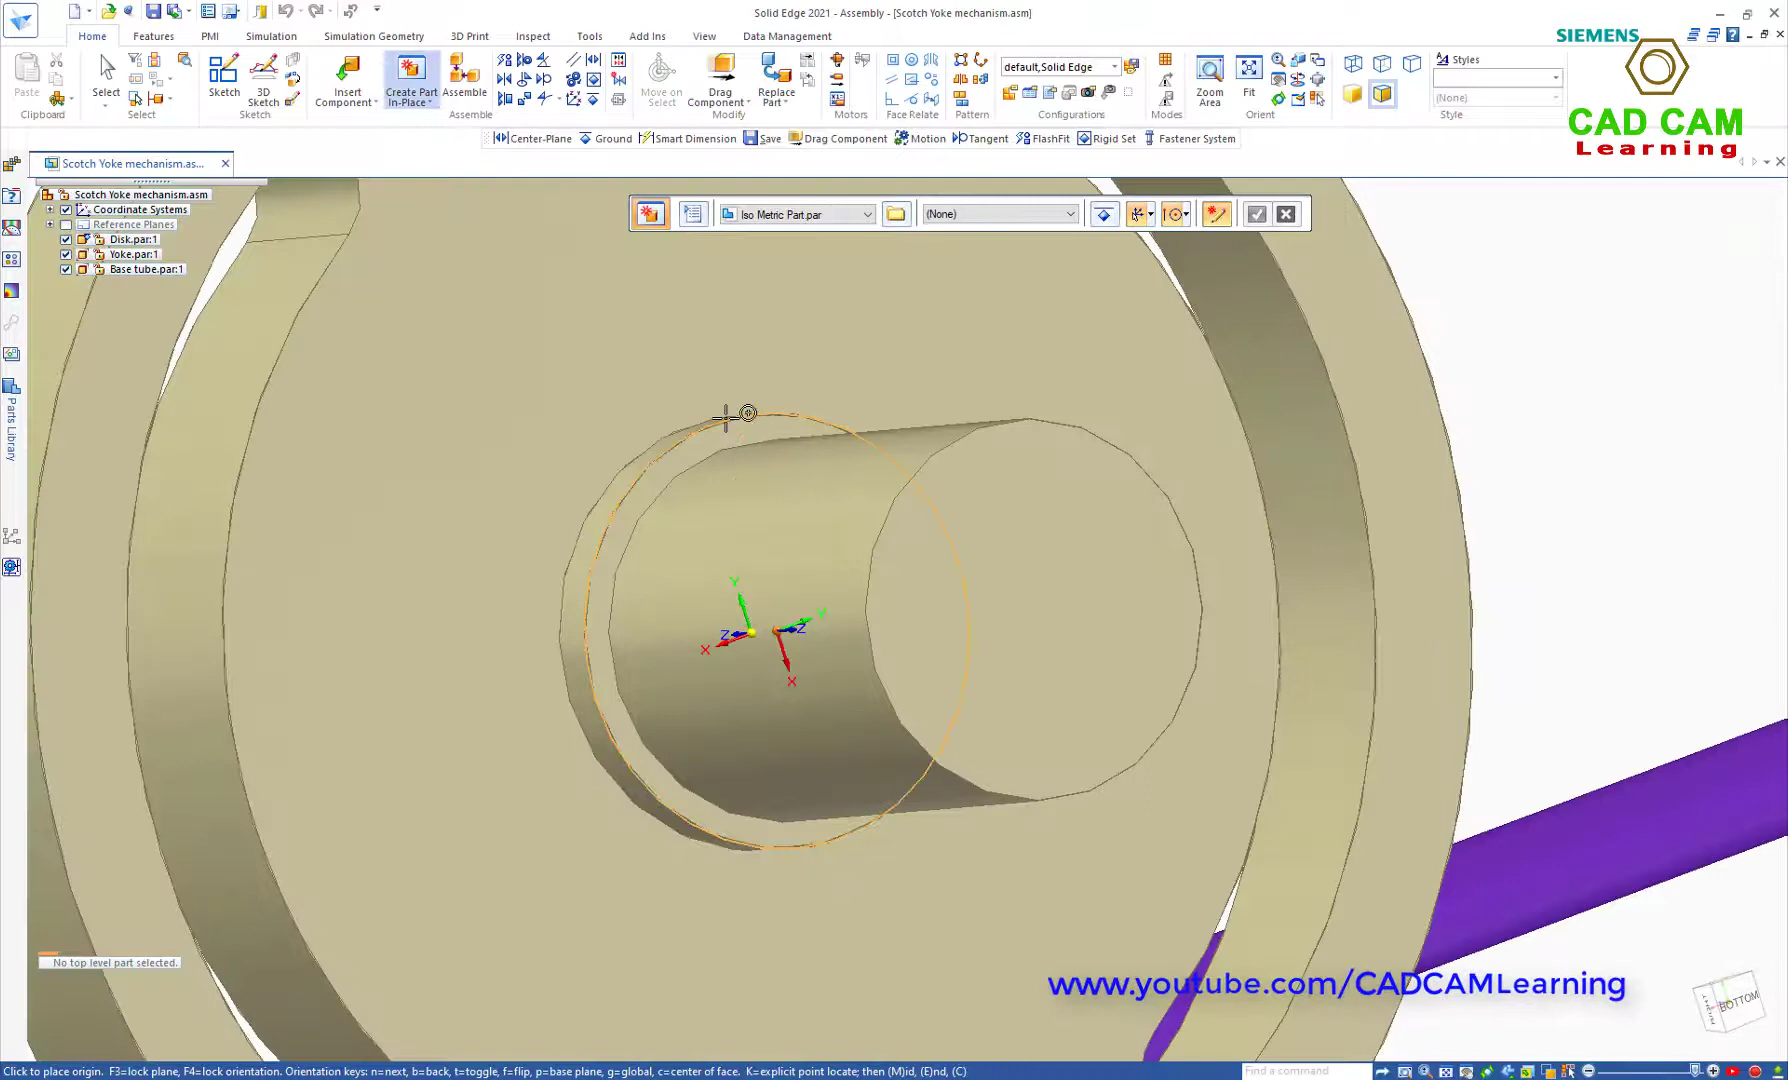 Solid Edge 2021 - Assembly - [Scotch Yoke mechanism.asm]
Home Features PMI Simulation Simulation Geometry 3D Print Inspect Tools Add Ins View Data Management
SIEMENS
CAD CAM
Learning
Paste
Clipboard
Select
Select
Sketch
3D Sketch
Sketch
Insert Component
Create Part In-Place
Assemble
Assemble
Move on Select
Drag Component
Replace Part
Modify
Motors
Face Relate
Pattern
default,Solid Edge
Configurations
Modes
Zoom Area
Fit
Orient
Styles
(None)
Style
Center-Plane Ground Smart Dimension Save Drag Component Motion Tangent FlashFit Rigid Set Fastener System
Scotch Yoke mechanism.as...
Scotch Yoke mechanism.asm
Coordinate Systems
Reference Planes
Disk.par:1
Yoke.par:1
Base tube.par:1
Iso Metric Part.par
(None)
Parts Library
Y
Z
X
Y
Z
X
No top level part selected.
www.youtube.com/CADCAMLearning
BOTTOM
Click to place origin. F3=lock plane, F4=lock orientation. Orientation keys: n=next, b=back, t=toggle, f=flip, p=base plane, g=global, c=center of face. K=explicit point locate; then (M)id, (E)nd, (C)
Find a command